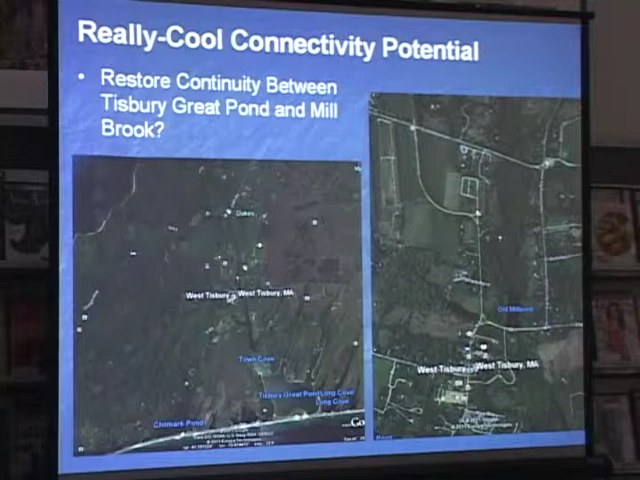 Really-Cool Connectivity Potential
• Restore Continuity Between
Tisbury Great Pond and Mill
Brook?
West Tisbury
West Tisbury, MA
Town Cove
Tisbury Great Pond
Long Cove
Long Cove
Chilmark Pond
Old Millpond
West Tisbury
West Tisbury, MA